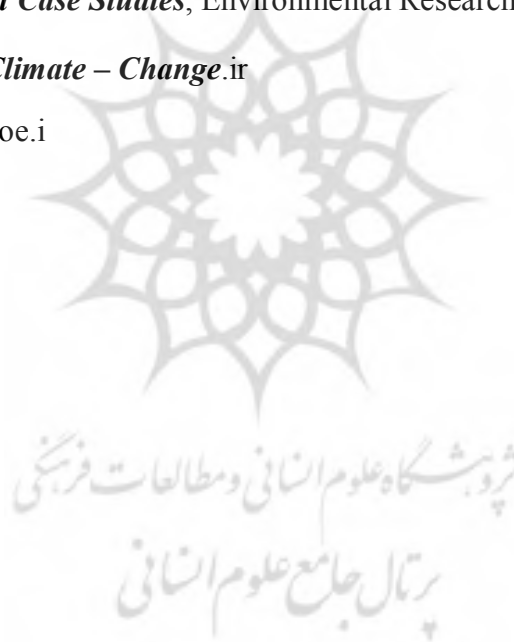 Case Studies, Environmental Research
Climate – Change.ir
oe.i
پژوهشگاه علوم انسانی و مطالعات فرهنگی
پرتال جامع علوم انسانی